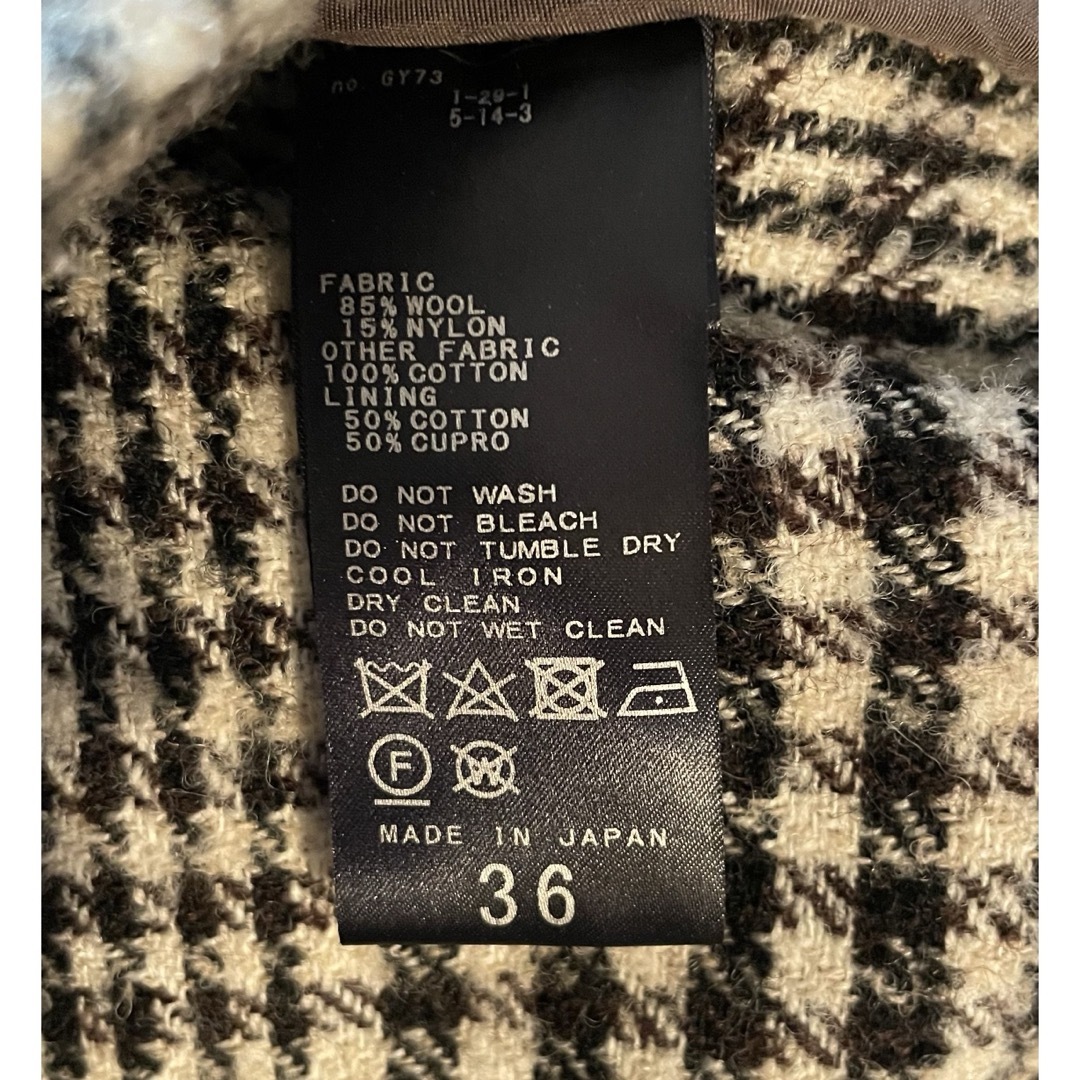 no. GY73
1-29-1
5-14-3
FABRIC
85% WOOL
15% NYLON
OTHER FABRIC
100% COTTON
LINING
50% COTTON
50% CUPRO
DO NOT WASH
DO NOT BLEACH
DO NOT TUMBLE DRY
COOL IRON
DRY CLEAN
DO NOT WET CLEAN
F W
MADE IN JAPAN
36